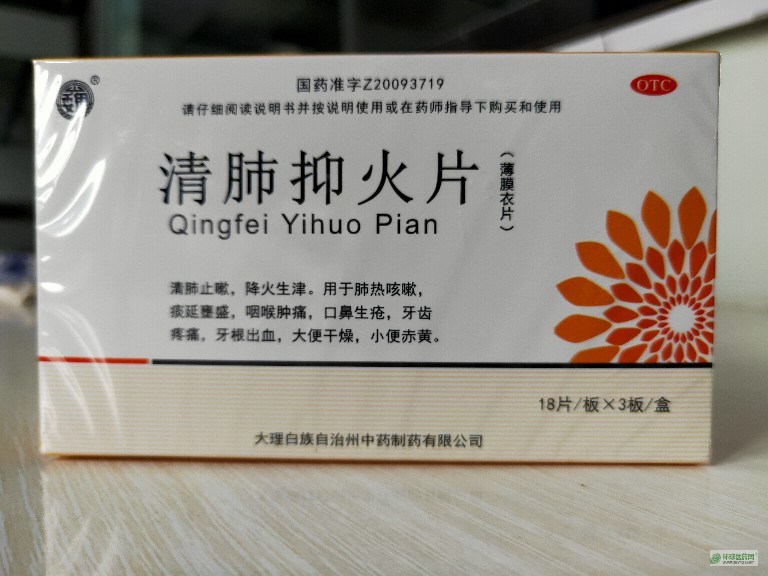 ®
国药准字Z20093719
OTC
请仔细阅读说明书并按说明使用或在药师指导下购买和使用
清肺抑火片
(薄膜衣片)
Qingfei Yihuo Pian
清肺止嗽，降火生津。用于肺热咳嗽，
痰延壅盛，咽喉肿痛，口鼻生疮，牙齿
疼痛，牙根出血，大便干燥，小便赤黄。
18片/板×3板/盒
大理白族自治州中药制药有限公司
环球医药网